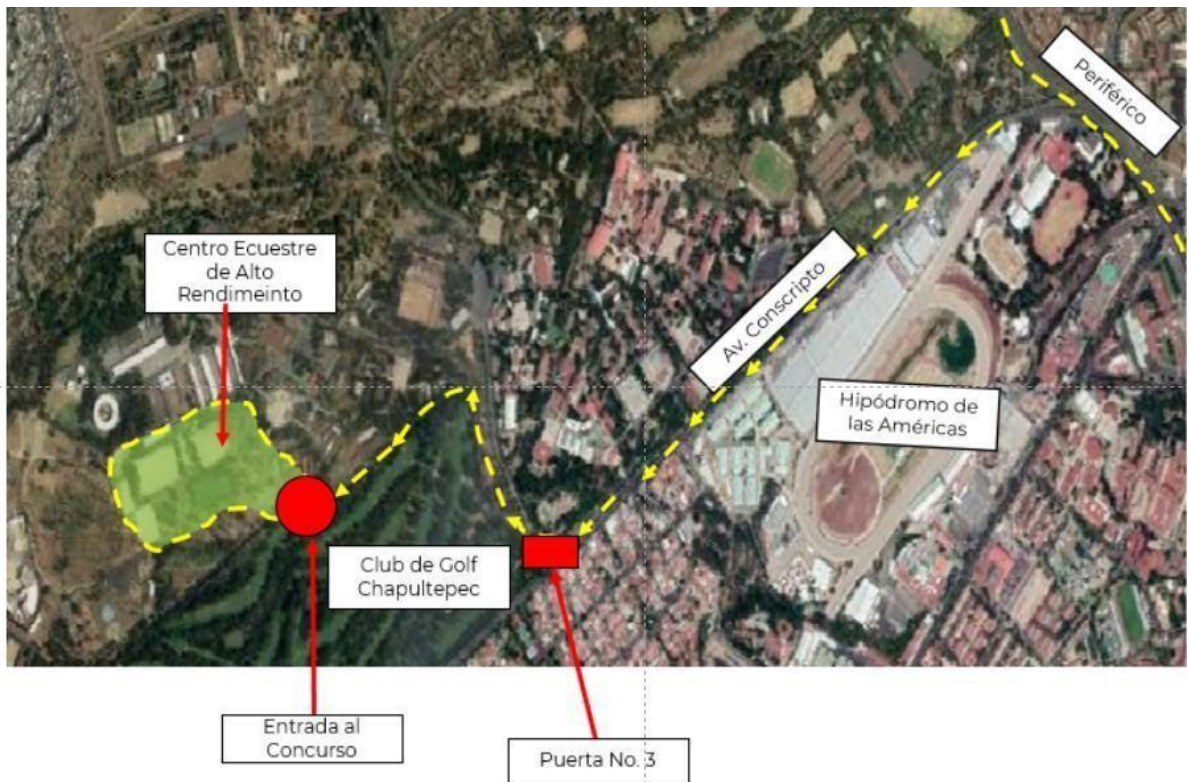 Periférico
Centro Ecuestre
de Alto
Rendimeinto
Av. Conscripto
Hipódromo de
las Américas
Club de Golf
Chapultepec
Entrada al
Concurso
Puerta No. 3